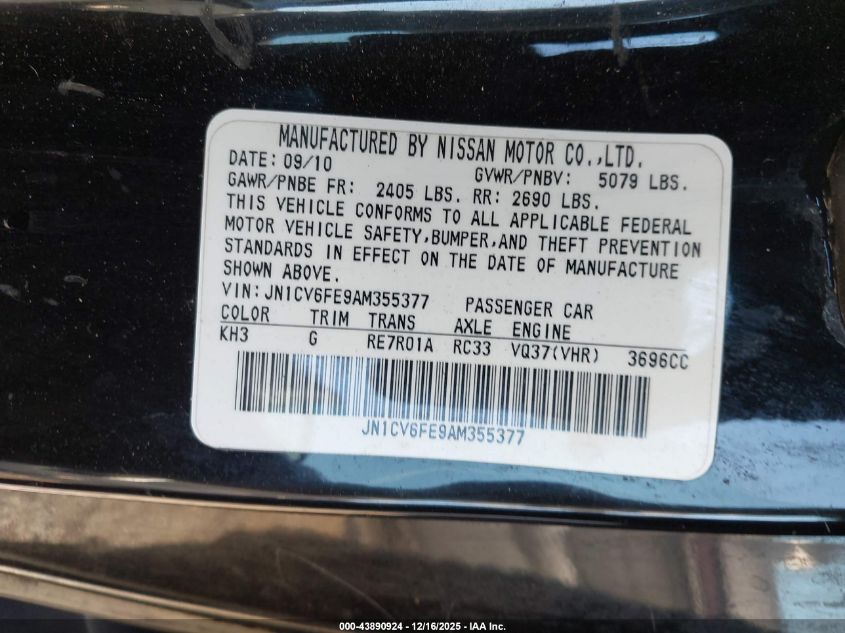 MANUFACTURED BY NISSAN MOTOR CO.,LTD.
DATE: 09/10 GVWR/PNBV: 5079 LBS.
GAWR/PNBE FR: 2405 LBS. RR: 2690 LBS.
THIS VEHICLE CONFORMS TO ALL APPLICABLE FEDERAL
MOTOR VEHICLE SAFETY,BUMPER,AND THEFT PREVENTION
STANDARDS IN EFFECT ON THE DATE OF MANUFACTURE
SHOWN ABOVE.
VIN:JN1CV6FE9AM355377 PASSENGER CAR
COLOR TRIM TRANS AXLE ENGINE
KH3 G RE7R01A RC33 VQ37(VHR) 3696CC
JN1CV6FE9AM355377
000-43890924 - 12/16/2025 - IAA Inc.